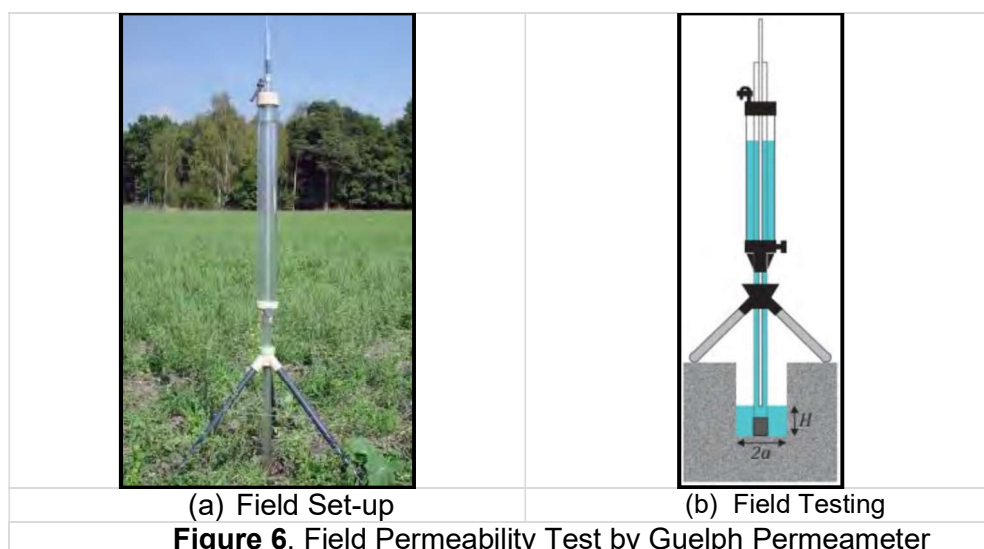 H
2a
(a) Field Set-up
(b) Field Testing
Figure 6. Field Permeability Test by Guelph Permeameter